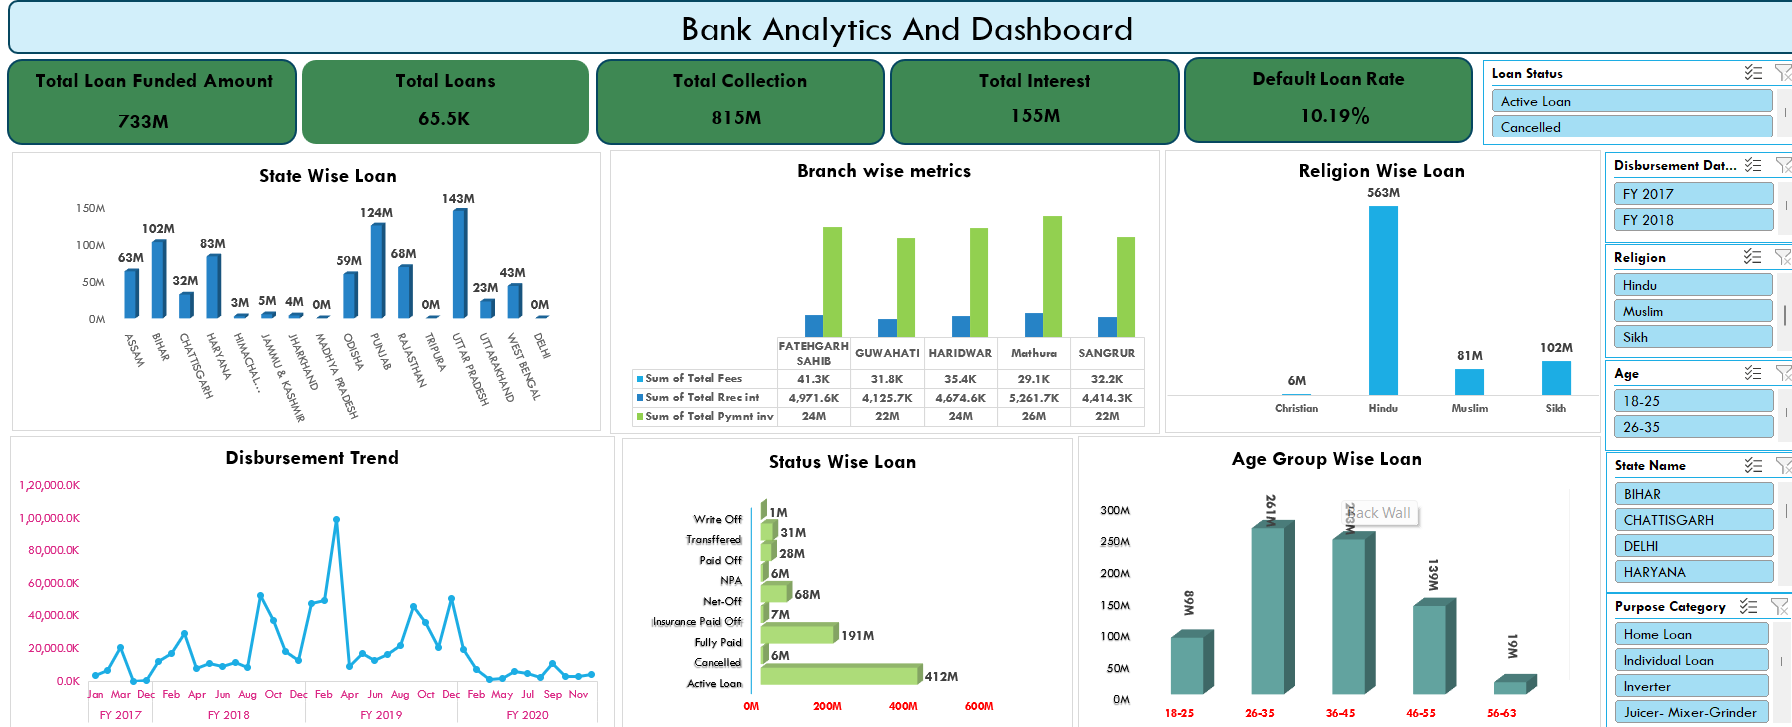 Bank Analytics And Dashboard
Total Loan Funded Amount
733M
Total Loans
65.5K
Total Collection
815M
Total Interest
155M
Default Loan Rate
10.19%
Loan Status
Active Loan
Cancelled
State Wise Loan
150M
100M
50M
0M
63M
102M
32M
83M
3M
5M
4M
0M
59M
124M
68M
0M
143M
23M
43M
0M
ASSAM
BIHAR
CHATTISGARH
HARYANA
HIMACHAL...
JAMMU & KASHMIR
JHARKHAND
MADHYA PRADESH
ODISHA
PUNJAB
RAJASTHAN
TRIPURA
UTTAR PRADESH
UTTARAKHAND
WEST BENGAL
DELHI
Branch wise metrics
FATEHGARH SAHIB GUWAHATI HARIDWAR Mathura SANGRUR
Sum of Total Fees 41.3K 31.8K 35.4K 29.1K 32.2K
Sum of Total Rrec int 4,971.6K 4,125.7K 4,674.6K 5,261.7K 4,414.3K
Sum of Total Pymnt inv 24M 22M 24M 26M 22M
Religion Wise Loan
6M
563M
81M
102M
Christian Hindu Muslim Sikh
Disbursement Dat...
FY 2017
FY 2018
Religion
Hindu
Muslim
Sikh
Age
18-25
26-35
State Name
BIHAR
CHATTISGARH
DELHI
HARYANA
Purpose Category
Home Loan
Individual Loan
Inverter
Juicer- Mixer-Grinder
Disbursement Trend
1,20,000.0K
1,00,000.0K
80,000.0K
60,000.0K
40,000.0K
20,000.0K
0.0K
Jan Mar Dec Feb Apr Jun Aug Oct Dec Feb Apr Jun Aug Oct Dec Feb May Jul Sep Nov
FY 2017 FY 2018 FY 2019 FY 2020
Status Wise Loan
Write Off 1M
Transffered 31M
Paid Off 28M
NPA 6M
Net-Off 68M
Insurance Paid Off 7M
Fully Paid 191M
Cancelled 6M
Active Loan 412M
0M 200M 400M 600M
Age Group Wise Loan
300M
250M
200M
150M
100M
50M
0M
89M
261M
139M
19M
Back Wall
18-25 26-35 36-45 46-55 56-63